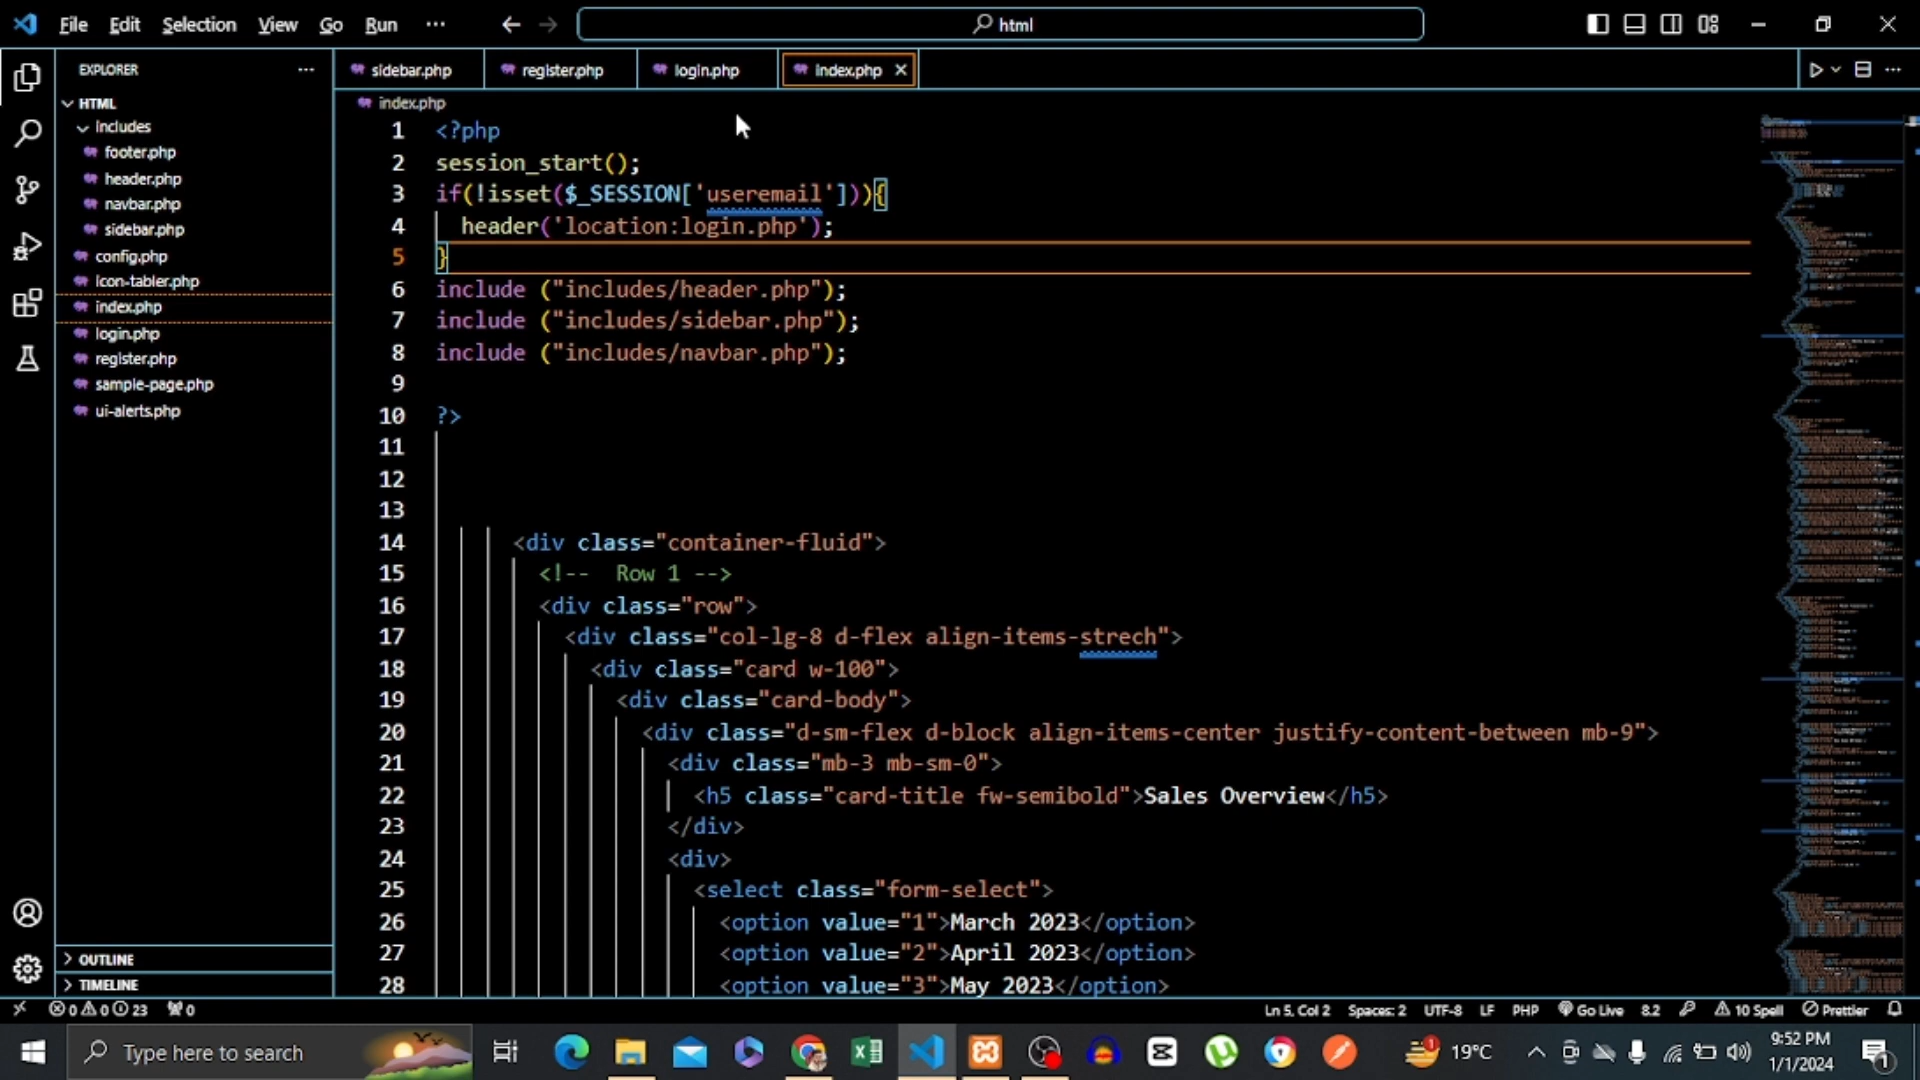 File Edit Selection View Go Run ··· html
EXPLORER ···
HTML
includes
footer.php
header.php
navbar.php
sidebar.php
config.php
icon-tabler.php
index.php
login.php
register.php
sample-page.php
ui-alerts.php
OUTLINE
TIMELINE
sidebar.php register.php login.php index.php
index.php
1 <?php
2 session_start();
3 if(!isset($_SESSION['useremail'])){
4 header('location:login.php');
5 }
6 include ("includes/header.php");
7 include ("includes/sidebar.php");
8 include ("includes/navbar.php");
9
10 ?>
11
12
13
14 <div class="container-fluid">
15 <!-- Row 1 -->
16 <div class="row">
17 <div class="col-lg-8 d-flex align-items-strech">
18 <div class="card w-100">
19 <div class="card-body">
20 <div class="d-sm-flex d-block align-items-center justify-content-between mb-9">
21 <div class="mb-3 mb-sm-0">
22 <h5 class="card-title fw-semibold">Sales Overview</h5>
23 </div>
24 <div>
25 <select class="form-select">
26 <option value="1">March 2023</option>
27 <option value="2">April 2023</option>
28 <option value="3">May 2023</option>
0 0 23 0 Ln 5, Col 2 Spaces: 2 UTF-8 LF PHP Go Live 8.2 10 Spell Prettier
Type here to search 19°C 9:52 PM
1/1/2024